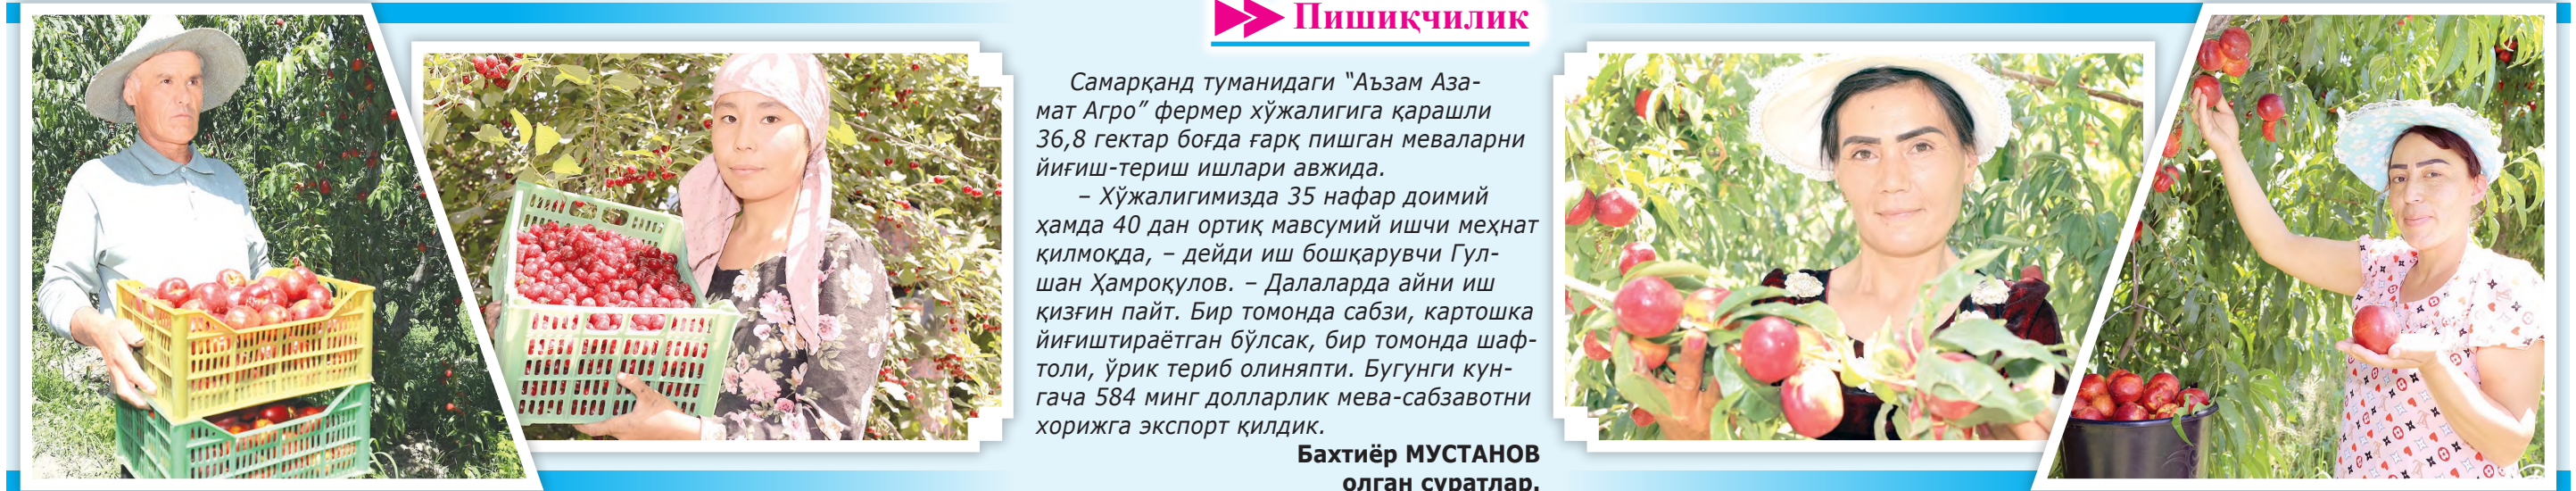 Пишиқчилик
Самарқанд туманидаги “Аъзам Аза-
мат Агро” фермер хўжалигига қарашли
36,8 гектар боғда ғарқ пишган меваларни
йиғиш-териш ишлари авжида.
– Хўжалигимизда 35 нафар доимий
ҳамда 40 дан ортиқ мавсумий ишчи меҳнат
қилмоқда, – дейди иш бошқарувчи Гул-
шан Ҳамроқулов. – Далаларда айни иш
қизғин пайт. Бир томонда сабзи, картошка
йиғиштираётган бўлсак, бир томонда шаф-
толи, ўрик териб олиняпти. Бугунги кун-
гача 584 минг долларлик мева-сабзавотни
хорижга экспорт қилдик.
Бахтиёр МУСТАНОВ
олган суратлар.